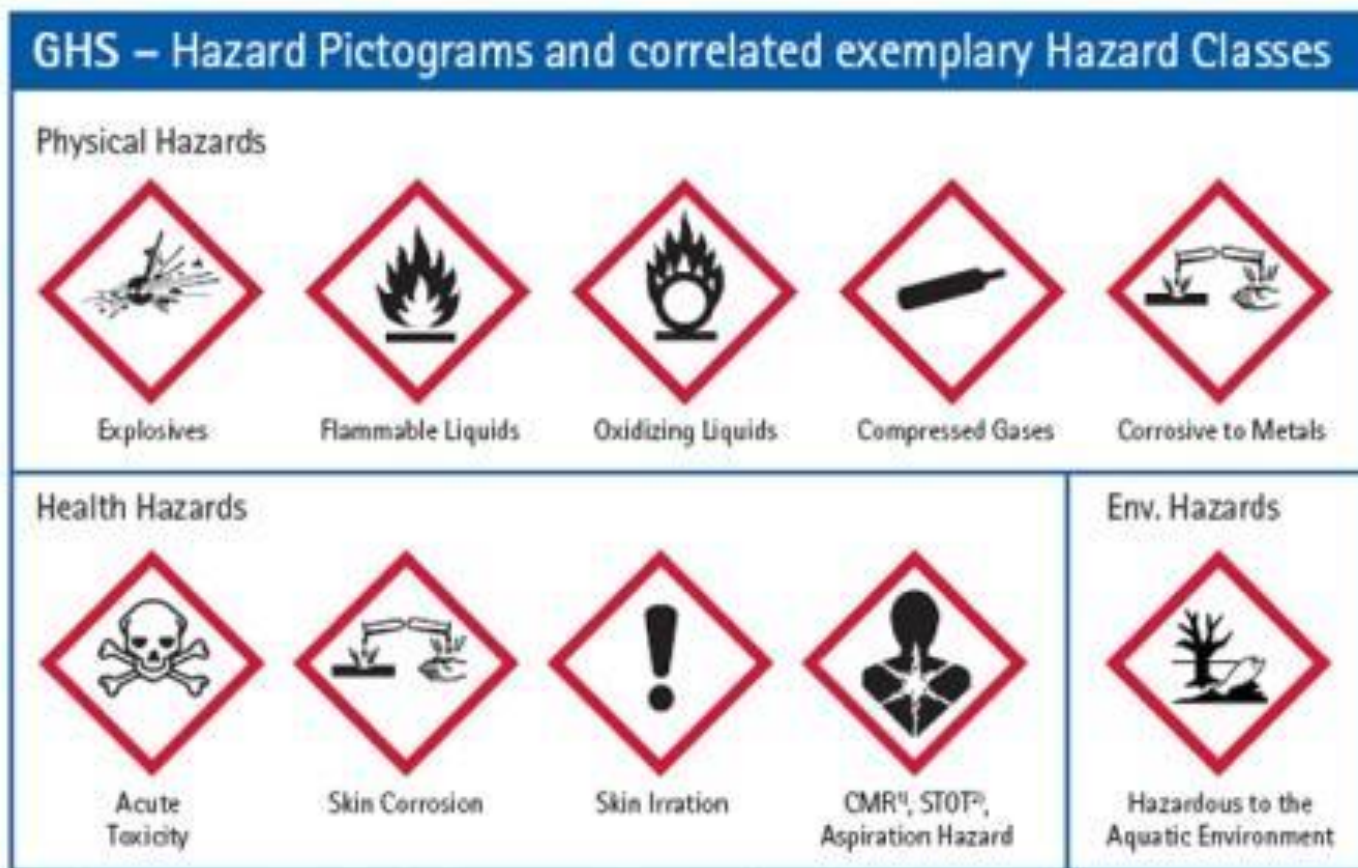 GHS – Hazard Pictograms and correlated exemplary Hazard Classes
Physical Hazards
Explosives
Flammable Liquids
Oxidizing Liquids
Compressed Gases
Corrosive to Metals
Health Hazards
Env. Hazards
Acute
Toxicity
Skin Corrosion
Skin Irration
CMR¹⁾, STOT²⁾,
Aspiration Hazard
Hazardous to the
Aquatic Environment